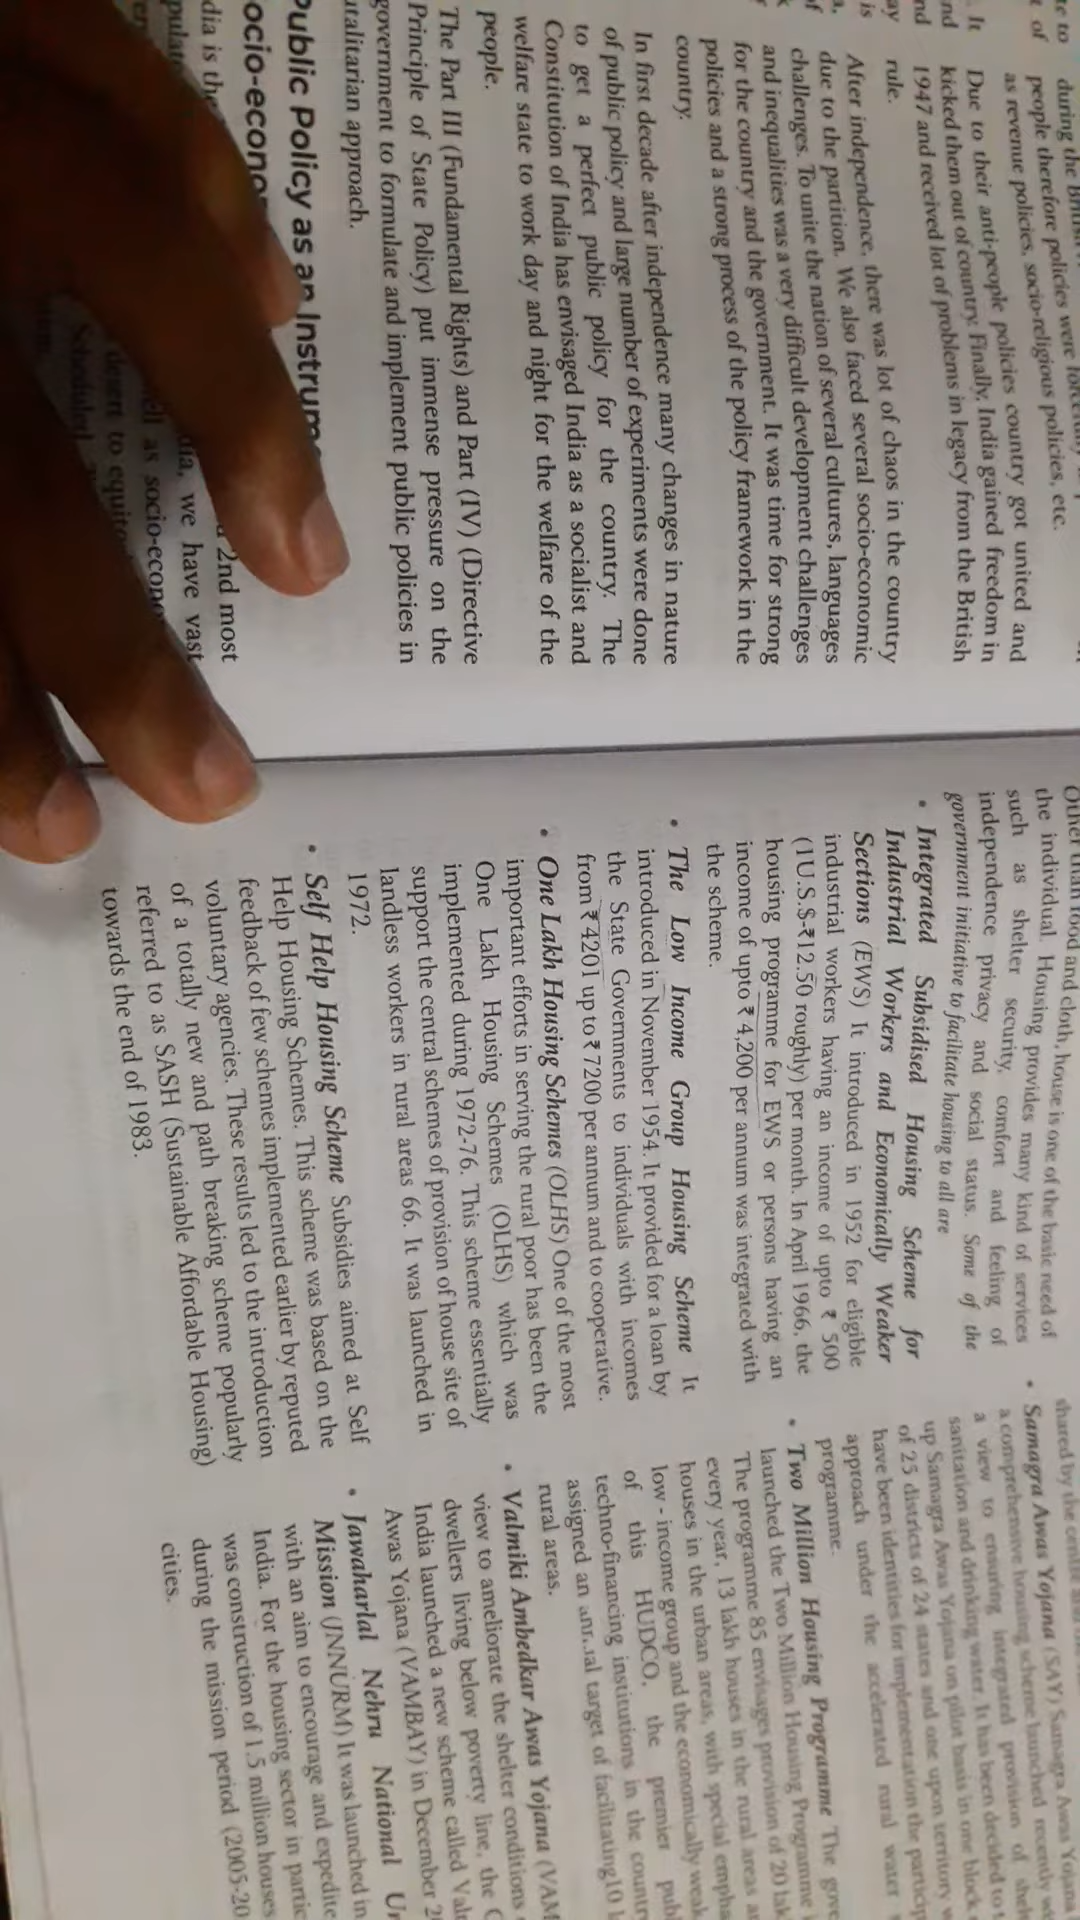 te to
t of
. It
nd
ay
is
a,
of
during the British
people therefore policies were forcefully
as revenue policies, socio-religious policies, etc.
Due to their anti-people policies country got united and
kicked them out of country. Finally, India gained freedom in
1947 and received lot of problems in legacy from the British
rule.
After independence, there was lot of chaos in the country
due to the partition. We also faced several socio-economic
challenges. To unite the nation of several cultures, languages
and inequalities was a very difficult development challenges
for the country and the government. It was time for strong
policies and a strong process of the policy framework in the
country.
In first decade after independence many changes in nature
of public policy and large number of experiments were done
to get a perfect public policy for the country. The
Constitution of India has envisaged India as a socialist and
welfare state to work day and night for the welfare of the
people.
The Part III (Fundamental Rights) and Part (IV) (Directive
Principle of State Policy) put immense pressure on the
government to formulate and implement public policies in
utalitarian approach.
Public Policy as an Instrum
ocio-econo
dia is the 2nd most
populat dia, we have vast
ell as socio-econo
desert to equit
Scheduled
Other than food and cloth, house is one of the basic need of
the individual. Housing provides many kind of services
such as shelter security, comfort and feeling of
independence privacy and social status. Some of the
government initiative to facilitate housing to all are
• Integrated Subsidised Housing Scheme for
Industrial Workers and Economically Weaker
Sections (EWS) It introduced in 1952 for eligible
industrial workers having an income of upto ₹ 500
(1U.S.$-₹12.50 roughly) per month. In April 1966, the
housing programme for EWS or persons having an
income of upto ₹ 4,200 per annum was integrated with
the scheme.
• The Low Income Group Housing Scheme It
introduced in November 1954. It provided for a loan by
the State Governments to individuals with incomes
from ₹ 4201 up to ₹ 7200 per annum and to cooperative.
• One Lakh Housing Schemes (OLHS) One of the most
important efforts in serving the rural poor has been the
One Lakh Housing Schemes (OLHS) which was
implemented during 1972-76. This scheme essentially
support the central schemes of provision of house site of
landless workers in rural areas 66. It was launched in
1972.
• Self Help Housing Scheme Subsidies aimed at Self
Help Housing Schemes. This scheme was based on the
feedback of few schemes implemented earlier by reputed
voluntary agencies. These results led to the introduction
of a totally new and path breaking scheme popularly
referred to as SASH (Sustainable Affordable Housing)
towards the end of 1983.
shared by the centre and
• Samagra Awas Yojana (SAY) Samagra Awas Yojana
a comprehensive housing scheme launched recently wi
a view to ensuring integrated provision of shel
sanitation and drinking water. It has been decided to t
up Samagra Awas Yojana on pilot basis in one block
of 25 districts of 24 states and one upon territory w
have been identities for implementation the particip
approach under the accelerated rural water
programme.
• Two Million Housing Programme The gove
launched the Two Million Housing Programme i
The programme 85 envisages provision of 20 lak
every year, 13 lakh houses in the rural areas an
houses in the urban areas, with special empha
low- income group and the economically weak
of this HUDCO, the premier publ
techno-financing institutions in the countr
assigned an annual target of facilitating10 l
rural areas.
• Valmiki Ambedkar Awas Yojana (VAM
view to ameliorate the shelter conditions
dwellers living below poverty line, the G
India launched a new scheme called Val
Awas Yojana (VAMBAY) in December 2
• Jawaharlal Nehru National Ur
Mission (JNNURM) It was launched in
with an aim to encourage and expedite
India. For the housing sector in partic
was construction of 1.5 million houses
during the mission period (2005-20
cities.